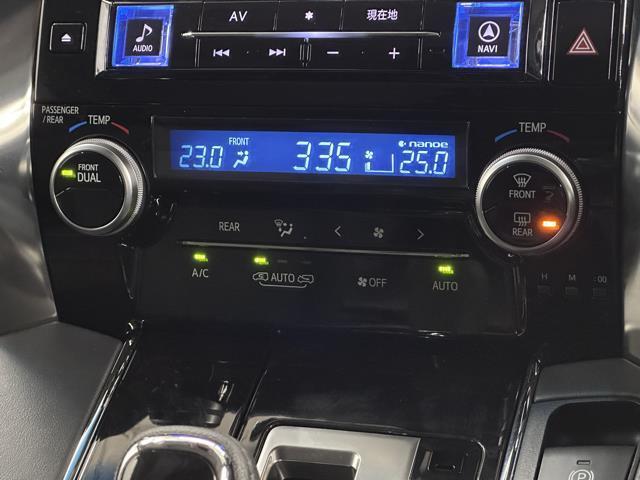 AV ✽ 現在地
AUDIO
NAVI
PASSENGER
/REAR
TEMP
TEMP
FRONT
nanoe
23.0 335 25.0
FRONT
DUAL
FRONT
REAR
REAR
A/C
AUTO
OFF
AUTO
H M :00
P